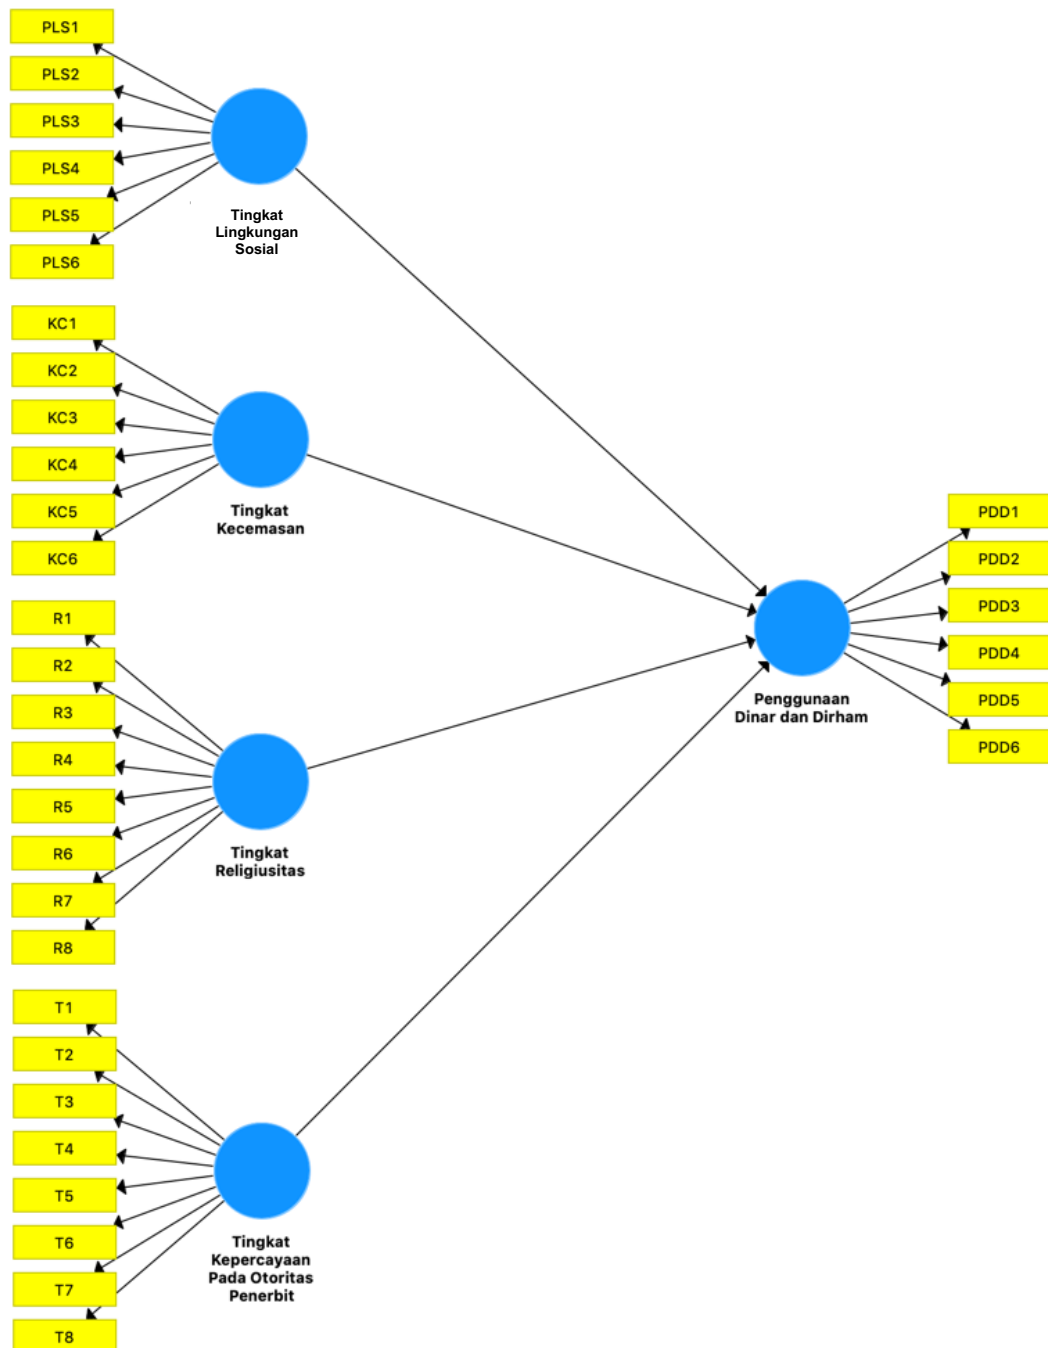 PLS1
PLS2
PLS3
PLS4
PLS5
PLS6
Tingkat
Lingkungan
Sosial
KC1
KC2
KC3
KC4
KC5
KC6
Tingkat
Kecemasan
R1
R2
R3
R4
R5
R6
R7
R8
Tingkat
Religiusitas
T1
T2
T3
T4
T5
T6
T7
T8
Tingkat
Kepercayaan
Pada Otoritas
Penerbit
Penggunaan
Dinar dan Dirham
PDD1
PDD2
PDD3
PDD4
PDD5
PDD6